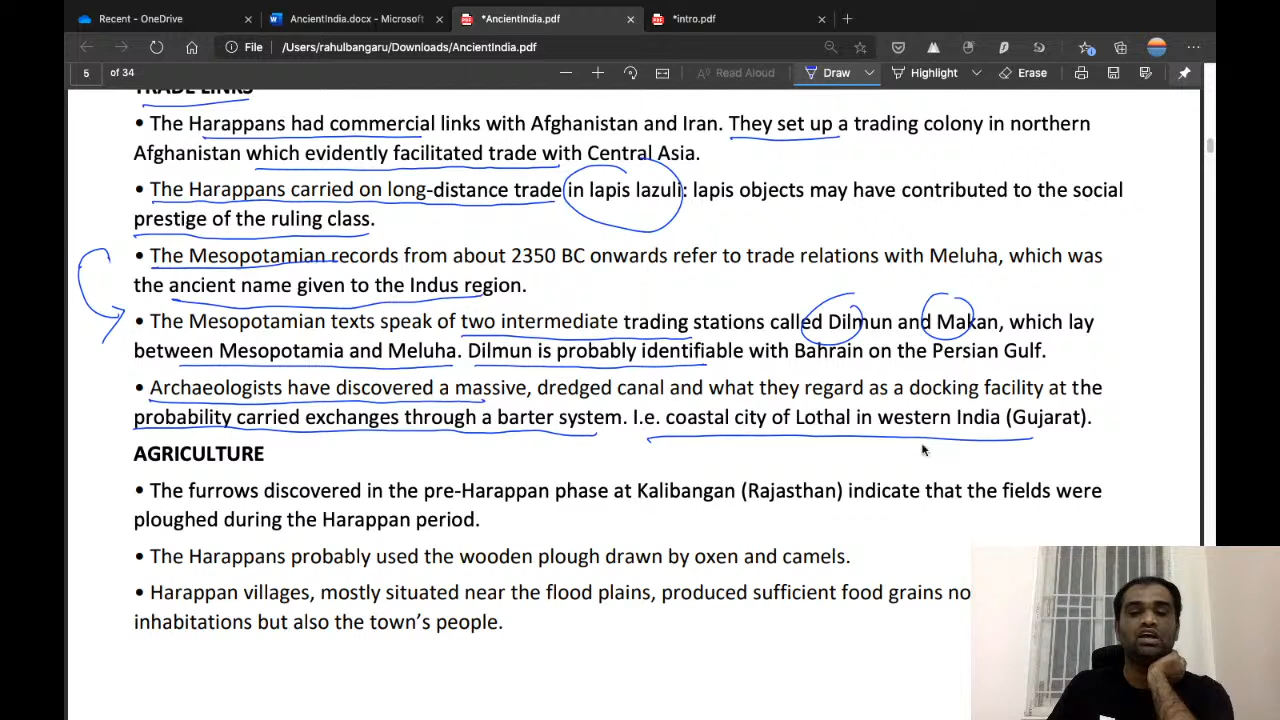 Recent - OneDrive
AncientIndia.docx - Microsoft
*AncientIndia.pdf
*intro.pdf
File
/Users/rahulbangaru/Downloads/AncientIndia.pdf
5 of 34
Read Aloud
Draw
Highlight
Erase
TRADE LINKS
• The Harappans had commercial links with Afghanistan and Iran. They set up a trading colony in northern
Afghanistan which evidently facilitated trade with Central Asia.
• The Harappans carried on long-distance trade in lapis lazuli: lapis objects may have contributed to the social
prestige of the ruling class.
• The Mesopotamian records from about 2350 BC onwards refer to trade relations with Meluha, which was
the ancient name given to the Indus region.
• The Mesopotamian texts speak of two intermediate trading stations called Dilmun and Makan, which lay
between Mesopotamia and Meluha. Dilmun is probably identifiable with Bahrain on the Persian Gulf.
• Archaeologists have discovered a massive, dredged canal and what they regard as a docking facility at the
probability carried exchanges through a barter system. I.e. coastal city of Lothal in western India (Gujarat).
AGRICULTURE
• The furrows discovered in the pre-Harappan phase at Kalibangan (Rajasthan) indicate that the fields were
ploughed during the Harappan period.
• The Harappans probably used the wooden plough drawn by oxen and camels.
• Harappan villages, mostly situated near the flood plains, produced sufficient food grains
inhabitations but also the town's people.